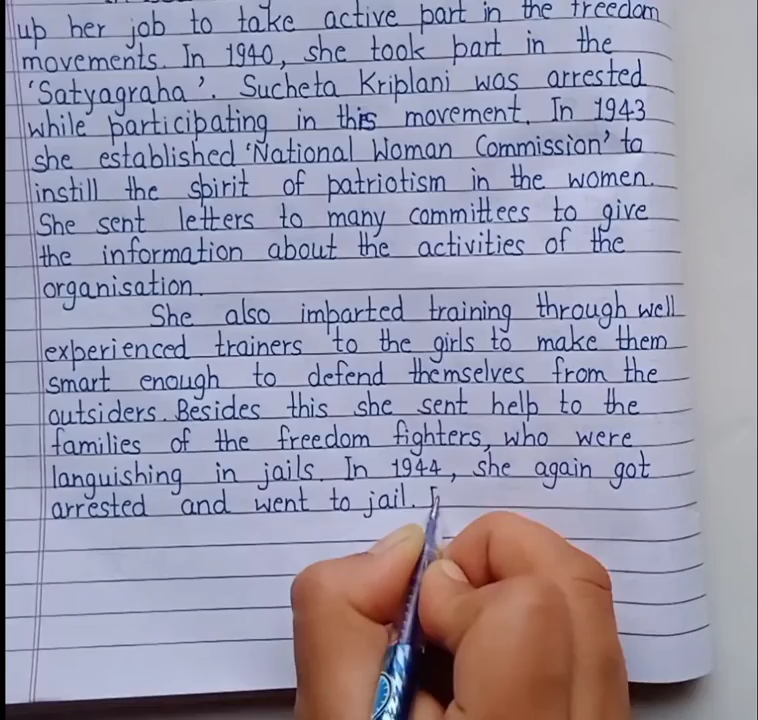 up her job to take active part in the freedom
movements. In 1940, she took part in the
'Satyagraha'. Sucheta Kriplani was arrested
while participating in this movement. In 1943
she established 'National Woman Commission' to
instill the spirit of patriotism in the women.
She sent letters to many committees to give
the information about the activities of the
organisation.
She also imparted training through well
experienced trainers to the girls to make them
smart enough to defend themselves from the
outsiders. Besides this she sent help to the
families of the freedom fighters, who were
languishing in jails. In 1944, she again got
arrested and went to jail.